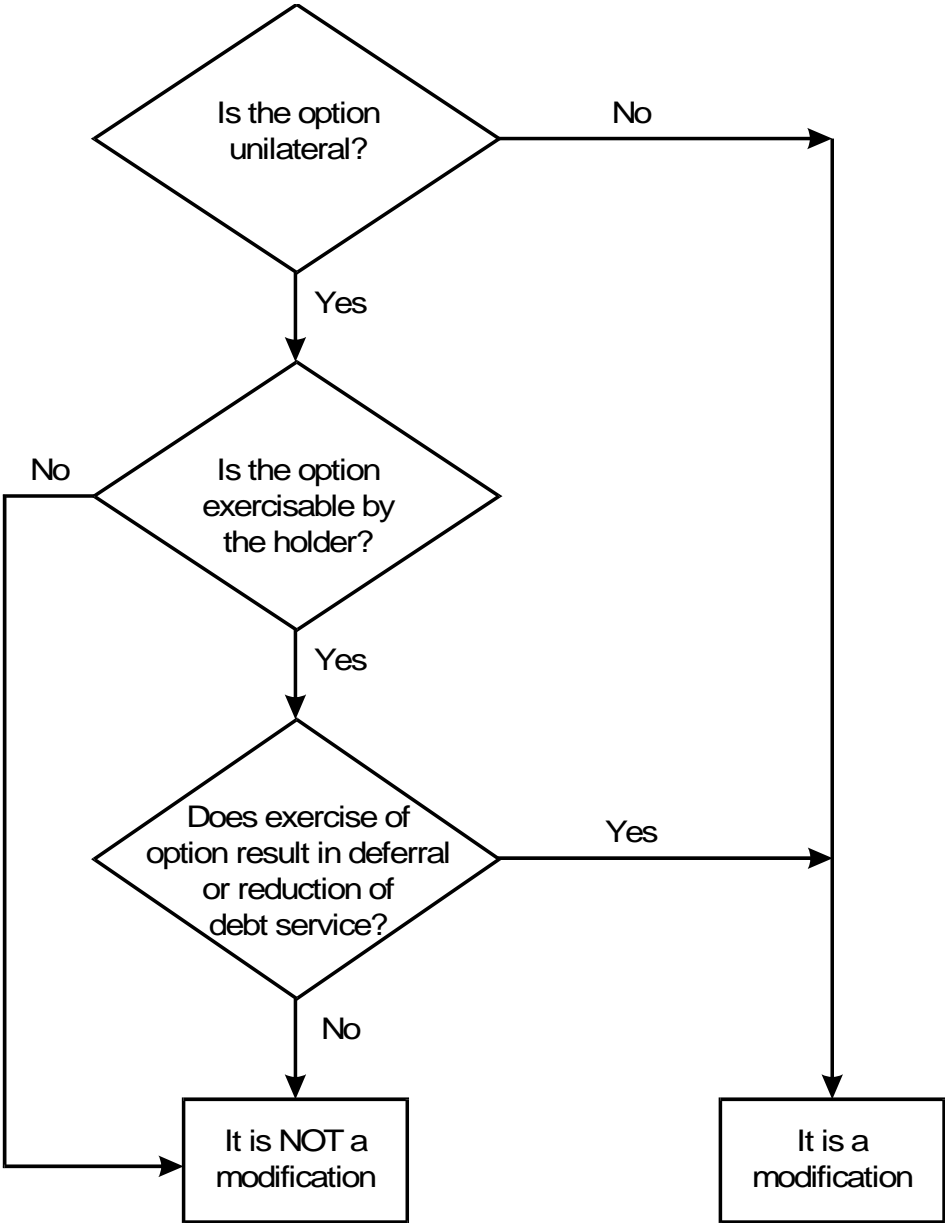 Is the option
unilateral?
No
Yes
Is the option
exercisable by
the holder?
No
Yes
Does exercise of
option result in deferral
or reduction of
debt service?
Yes
No
It is NOT a
modification
It is a
modification